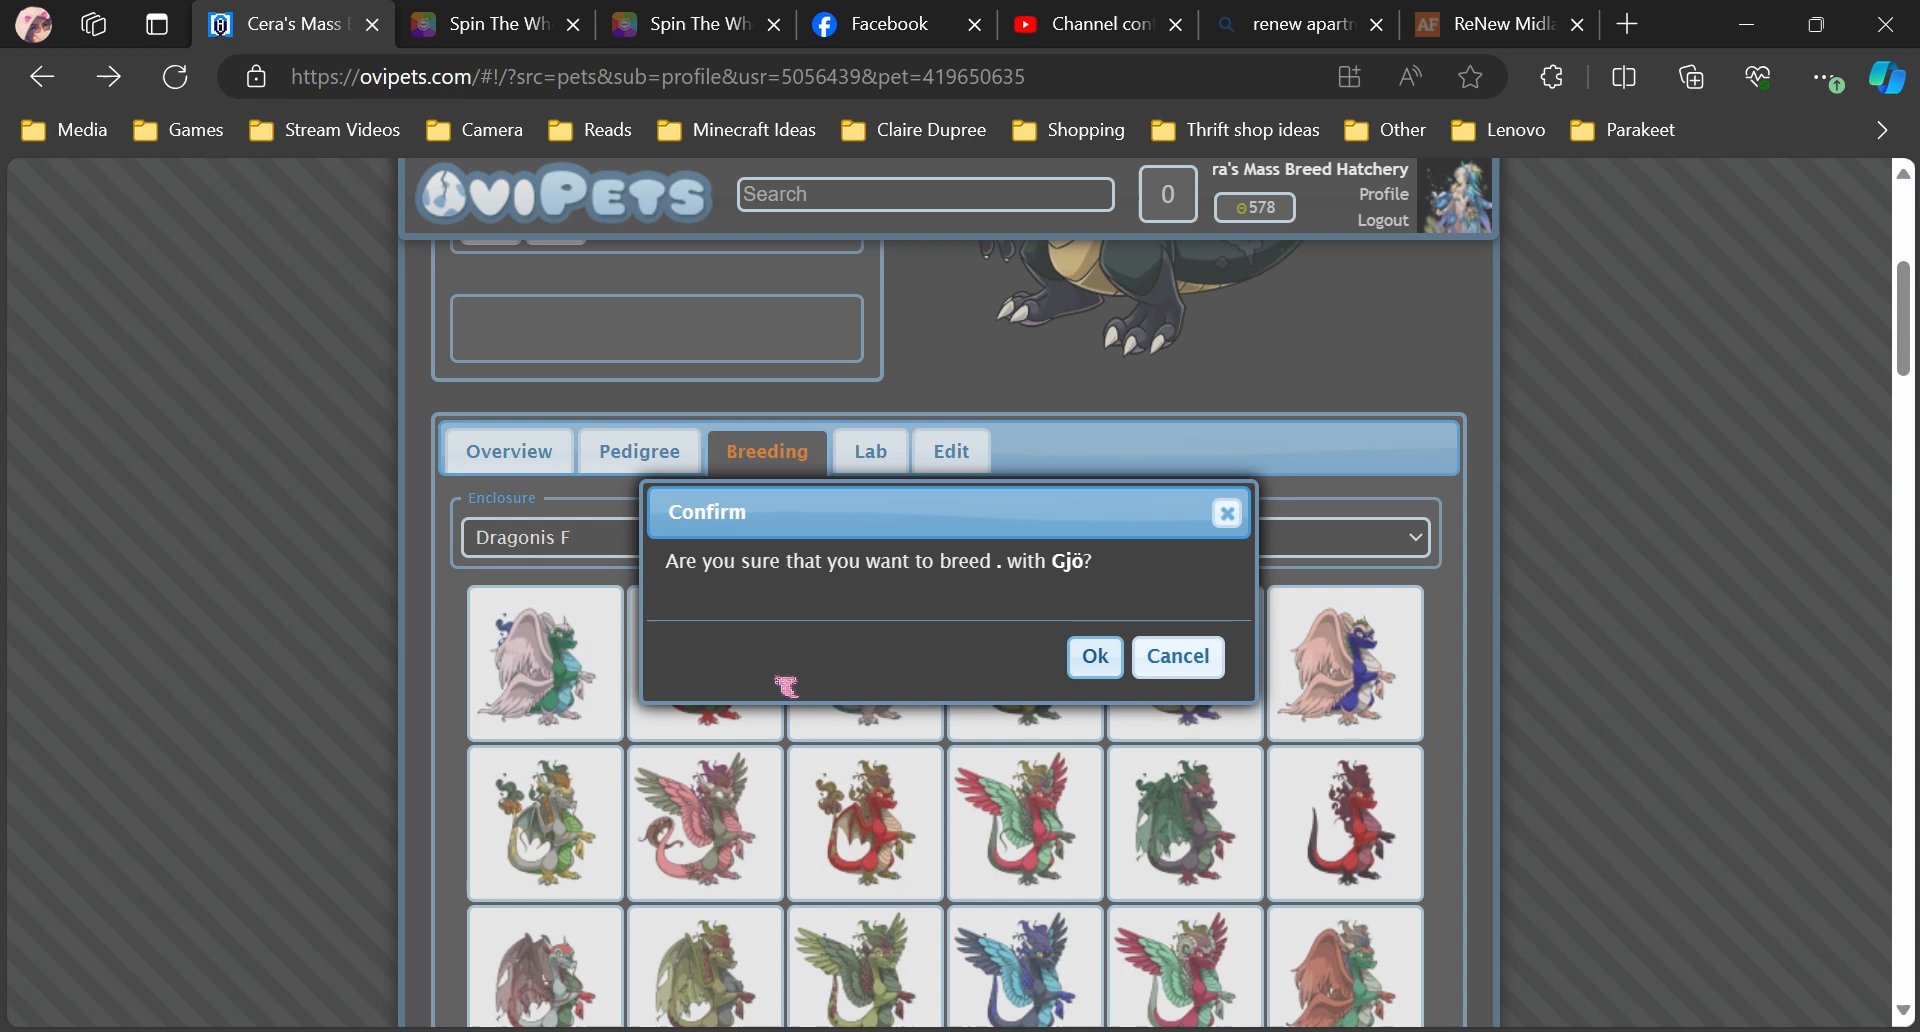 Cera's Mass
Spin The Wh
Spin The Wh
Facebook
Channel con
renew apartn
AF
ReNew Midl
https://ovipets.com/#!/?src=pets&sub=profile&usr=5056439&pet=419650635
Media
Games
Stream Videos
Camera
Reads
Minecraft Ideas
Claire Dupree
Shopping
Thrift shop ideas
Other
Lenovo
Parakeet
OviPets
Search
0
ra's Mass Breed Hatchery
578
Profile
Logout
Overview
Pedigree
Breeding
Lab
Edit
Enclosure
Dragonis F
Confirm
Are you sure that you want to breed . with Gjö?
Ok
Cancel